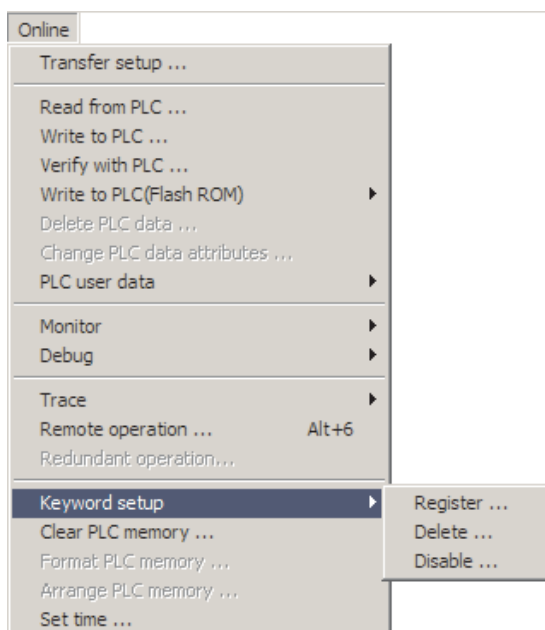 Online
Transfer setup ...
Read from PLC ...
Write to PLC ...
Verify with PLC ...
Write to PLC(Flash ROM)
Delete PLC data ...
Change PLC data attributes ...
PLC user data
Monitor
Debug
Trace
Remote operation ... Alt+6
Redundant operation...
Keyword setup
Register ...
Clear PLC memory ...
Delete ...
Format PLC memory ...
Disable ...
Arrange PLC memory ...
Set time ...